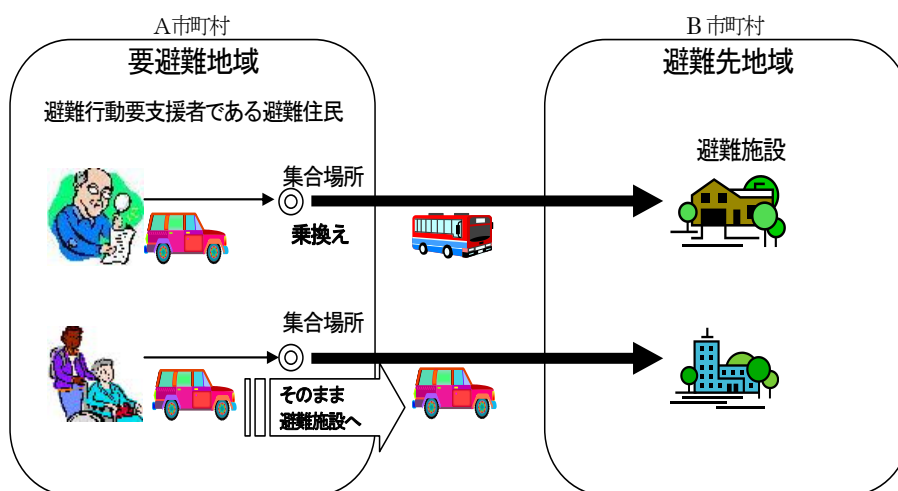 A市町村
B市町村
要避難地域
避難先地域
避難行動要支援者である避難住民
避難施設
集合場所
乗換え
集合場所
そのまま
避難施設へ